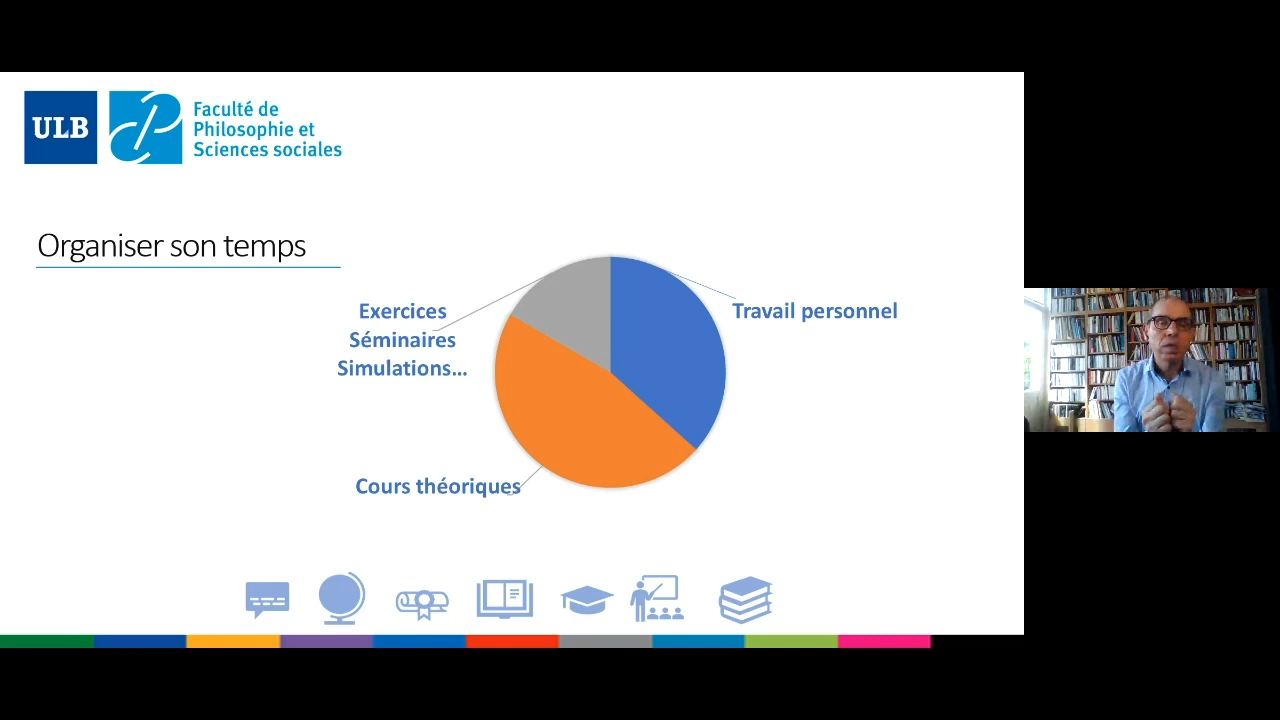 ULB
Faculté de
Philosophie et
Sciences sociales
Organiser son temps
Exercices
Séminaires
Simulations...
Travail personnel
Cours théoriques